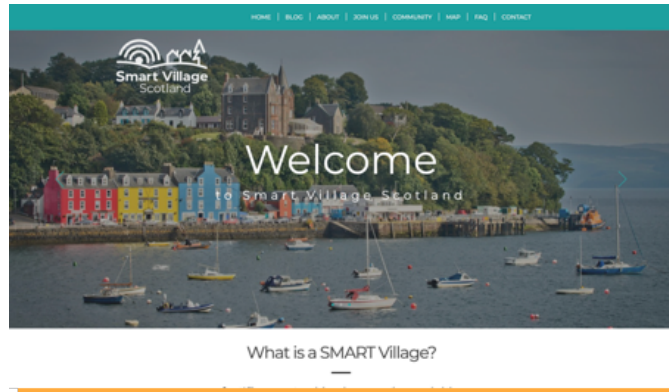 HOME | BLOG | ABOUT | JOIN US | COMMUNITY | MAP | FAQ | CONTACT
Smart Village
Scotland
Welcome
to Smart Village Scotland
What is a SMART Village?